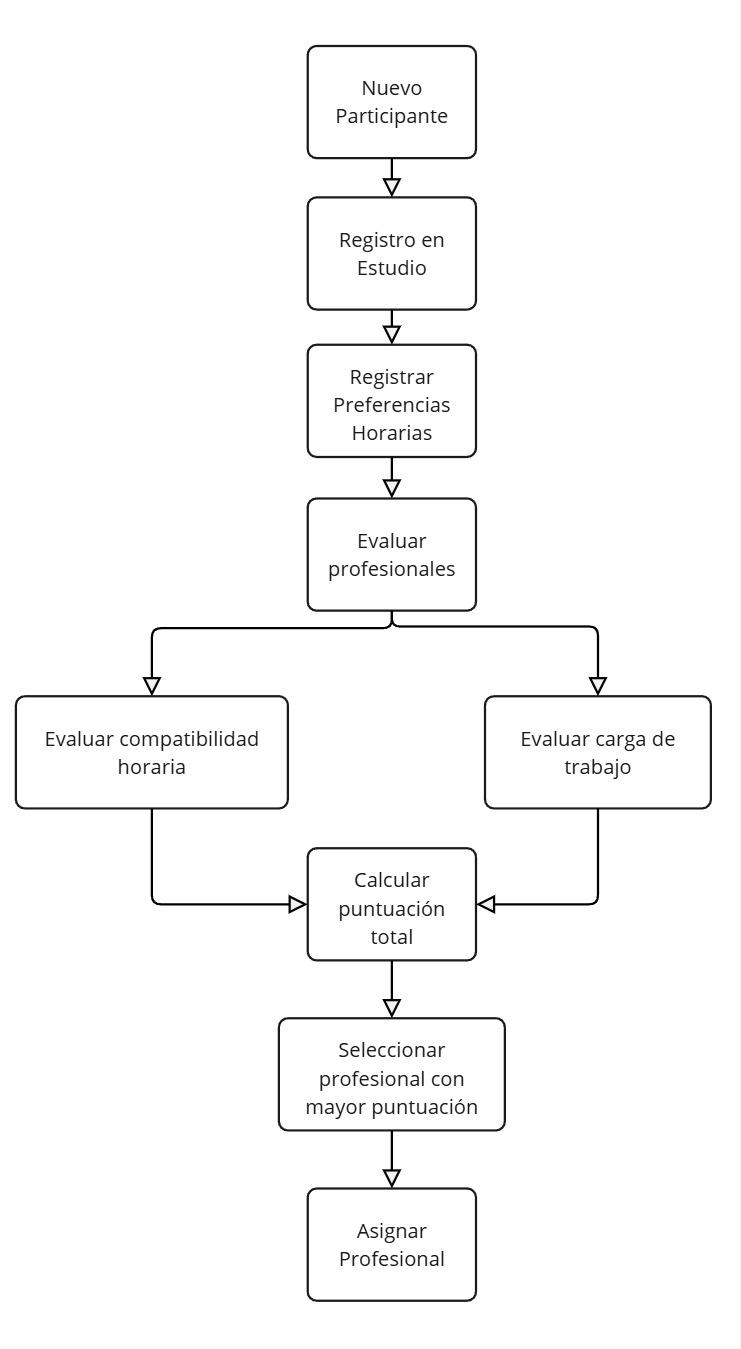 Nuevo
Participante
Registro en
Estudio
Registrar
Preferencias
Horarias
Evaluar
profesionales
Evaluar compatibilidad
horaria
Evaluar carga de
trabajo
Calcular
puntuación
total
Seleccionar
profesional con
mayor puntuación
Asignar
Profesional